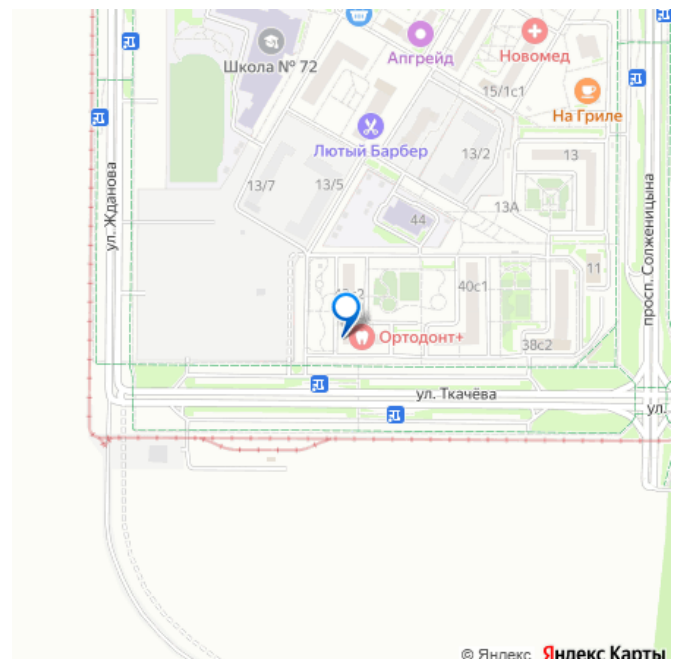 Школа № 72
Апгрейд
Новомед
15/1с1
На Гриле
Лютый Барбер
ул. Жданова
13/2
13
13/7
13/5
13А
44
просп. Солженицына
11
40с1
Ортодонт+
38с2
ул. Ткачёва
ул.
© Яндекс Яндекс Карты